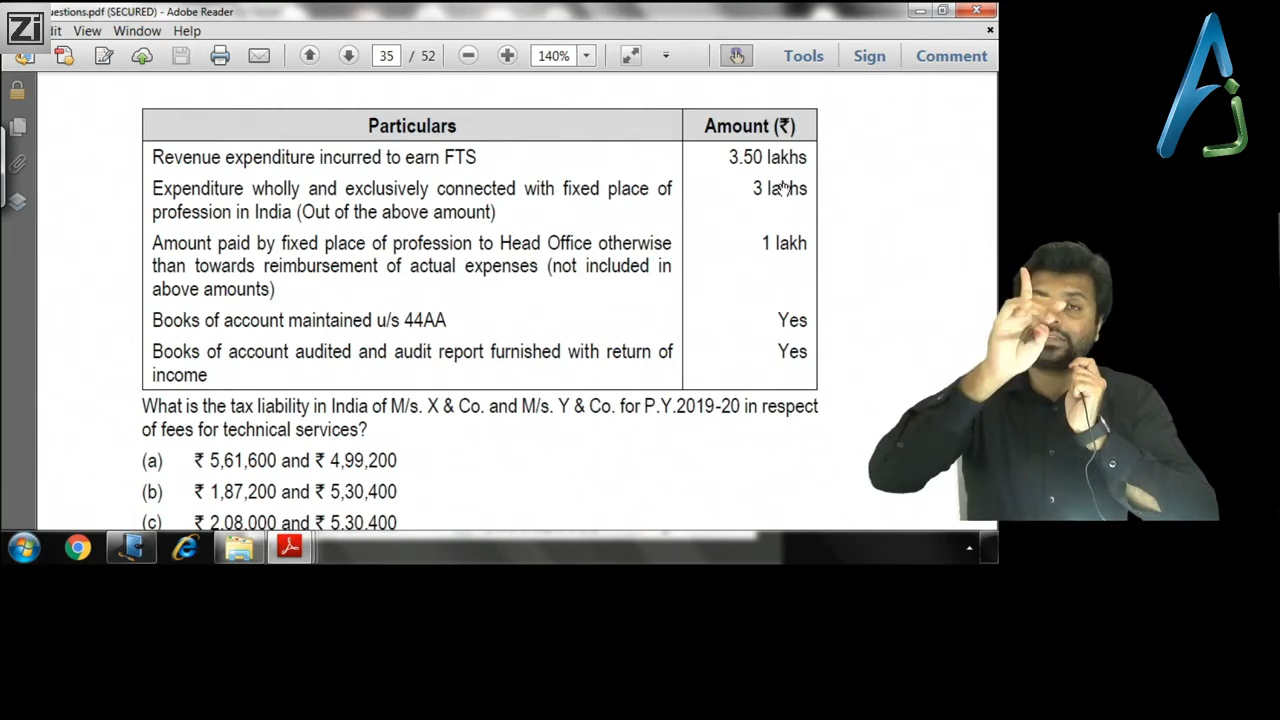 Zi
uestions.pdf (SECURED) - Adobe Reader
dit View Window Help
35 / 52 140% Tools Sign Comment
Particulars Amount (₹)
Revenue expenditure incurred to earn FTS 3.50 lakhs
Expenditure wholly and exclusively connected with fixed place of 3 lakhs
profession in India (Out of the above amount)
Amount paid by fixed place of profession to Head Office otherwise 1 lakh
than towards reimbursement of actual expenses (not included in
above amounts)
Books of account maintained u/s 44AA Yes
Books of account audited and audit report furnished with return of Yes
income
What is the tax liability in India of M/s. X & Co. and M/s. Y & Co. for P.Y.2019-20 in respect
of fees for technical services?
(a) ₹ 5,61,600 and ₹ 4,99,200
(b) ₹ 1,87,200 and ₹ 5,30,400
(c) ₹ 2,08,000 and ₹ 5,30,400